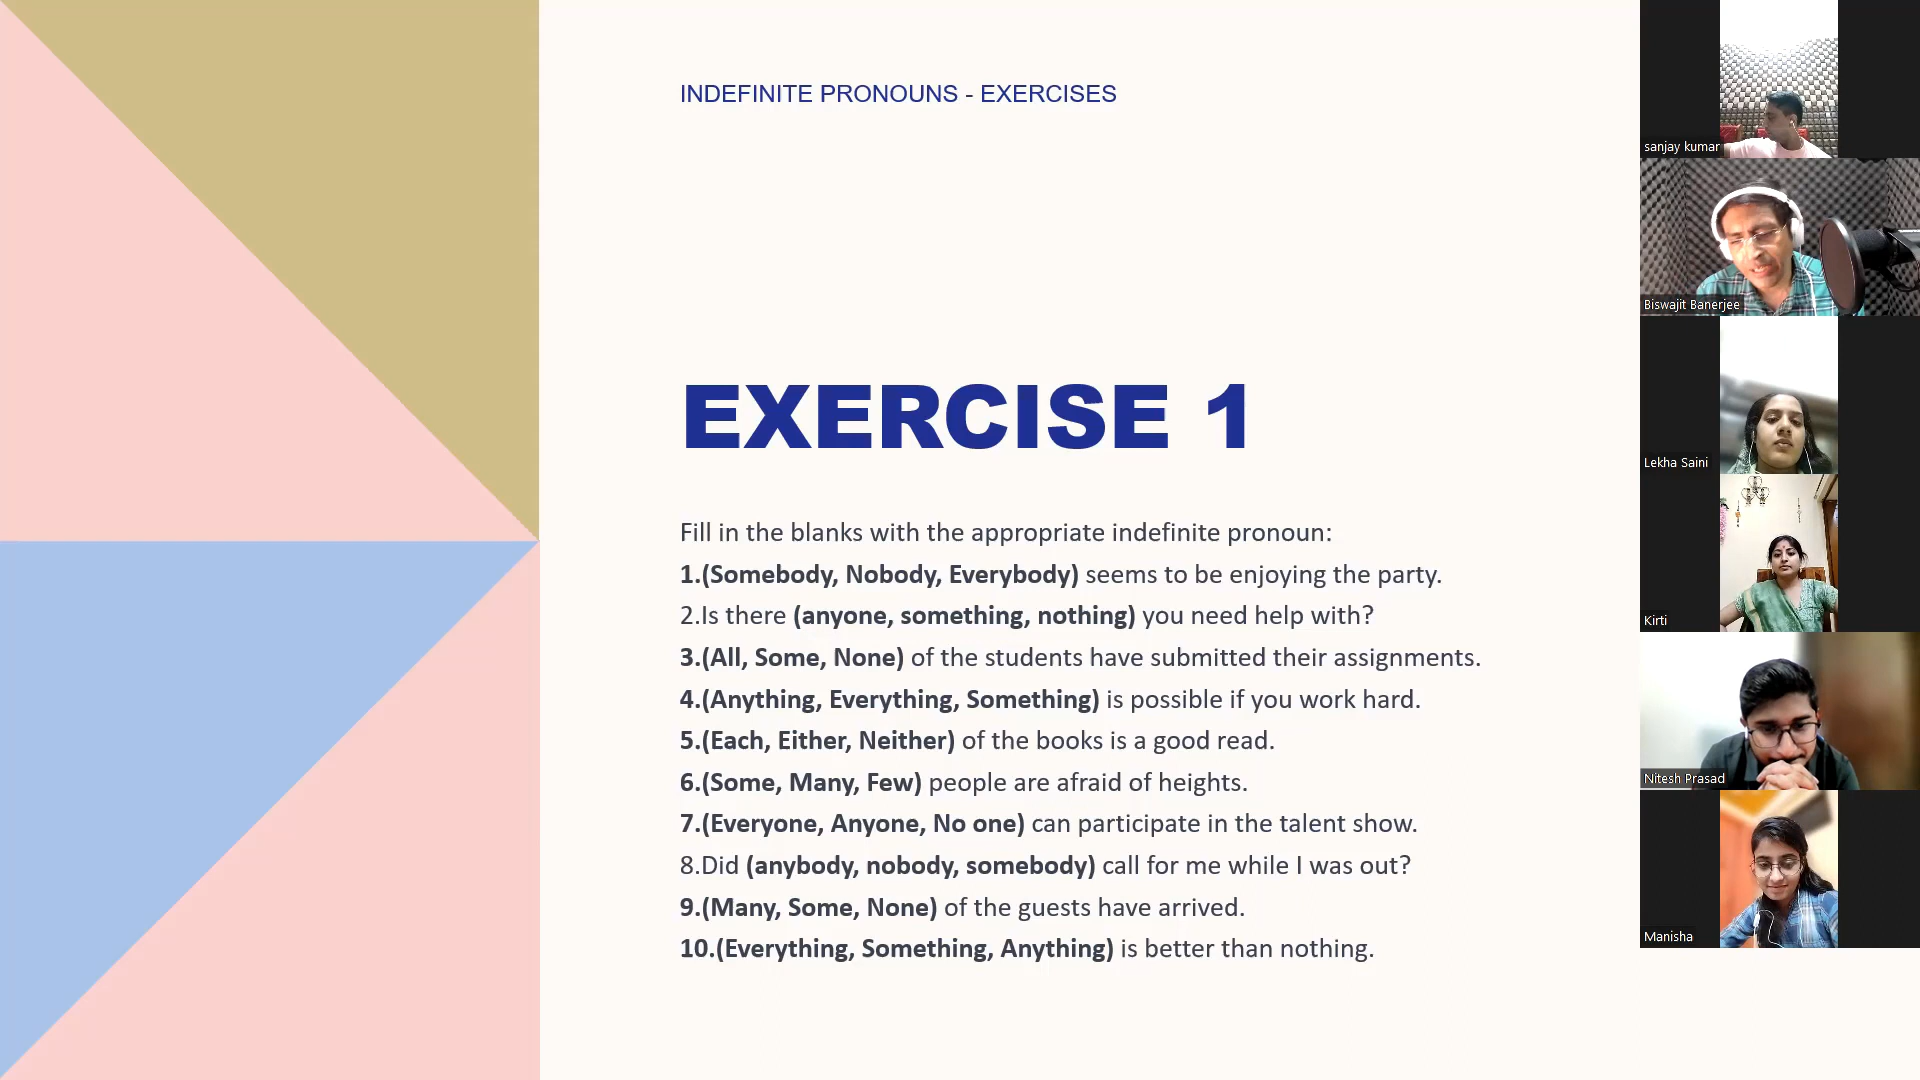 INDEFINITE PRONOUNS - EXERCISES
EXERCISE 1
Fill in the blanks with the appropriate indefinite pronoun:
1.(Somebody, Nobody, Everybody) seems to be enjoying the party.
2.Is there (anyone, something, nothing) you need help with?
3.(All, Some, None) of the students have submitted their assignments.
4.(Anything, Everything, Something) is possible if you work hard.
5.(Each, Either, Neither) of the books is a good read.
6.(Some, Many, Few) people are afraid of heights.
7.(Everyone, Anyone, No one) can participate in the talent show.
8.Did (anybody, nobody, somebody) call for me while I was out?
9.(Many, Some, None) of the guests have arrived.
10.(Everything, Something, Anything) is better than nothing.
sanjay kumar
Biswajit Banerjee
Lekha Saini
Kirti
Nitesh Prasad
Manisha